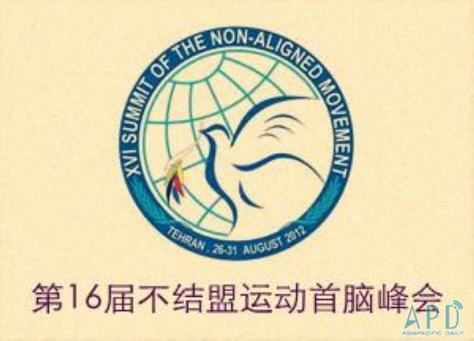 XVI SUMMIT OF THE NON-ALIGNED MOVEMENT
TEHRAN, 26-31 AUGUST 2012
第16届不结盟运动首脑峰会
APD
ASIAPACIFIC DAILY